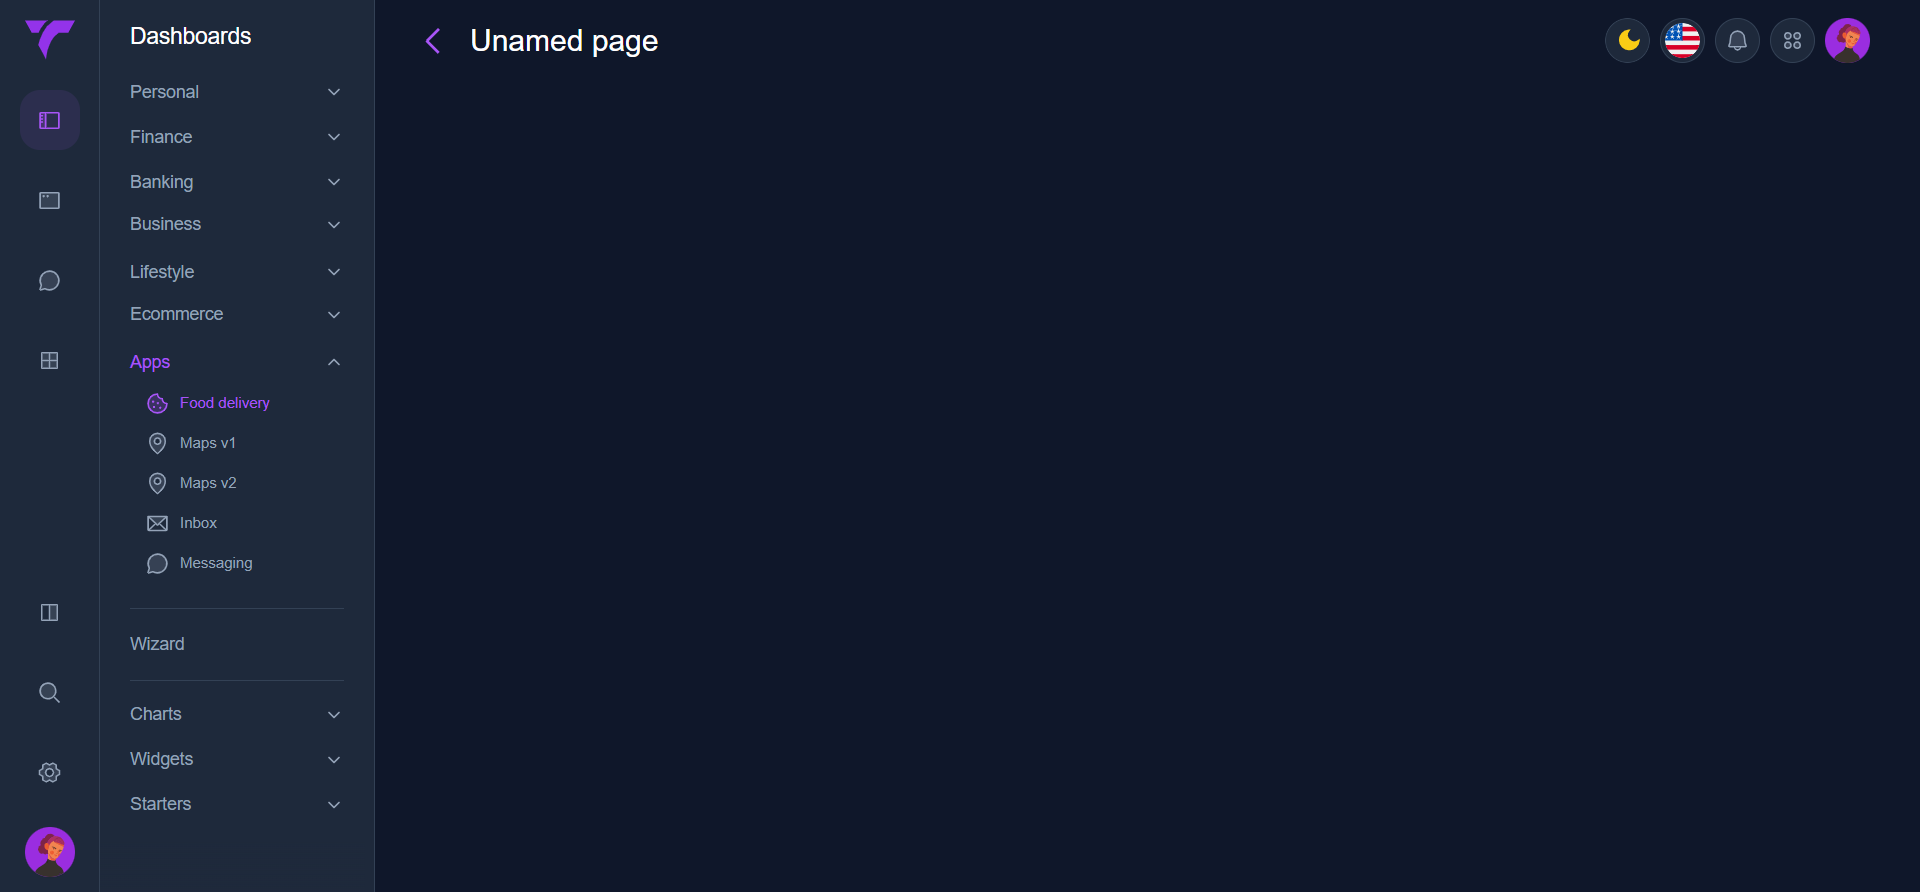 Dashboards
Unamed page
Personal
Finance
Banking
Business
Lifestyle
Ecommerce
Apps
Food delivery
Maps v1
Maps v2
Inbox
Messaging
Wizard
Charts
Widgets
Starters